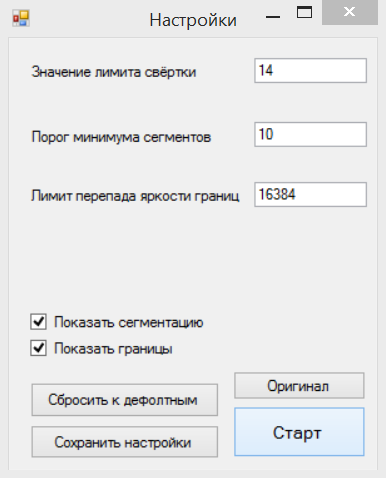 Настройки
Значение лимита свёртки
14
Порог минимума сегментов
10
Лимит перепада яркости границ
16384
Показать сегментацию
Показать границы
Сбросить к дефолтным
Оригинал
Сохранить настройки
Старт